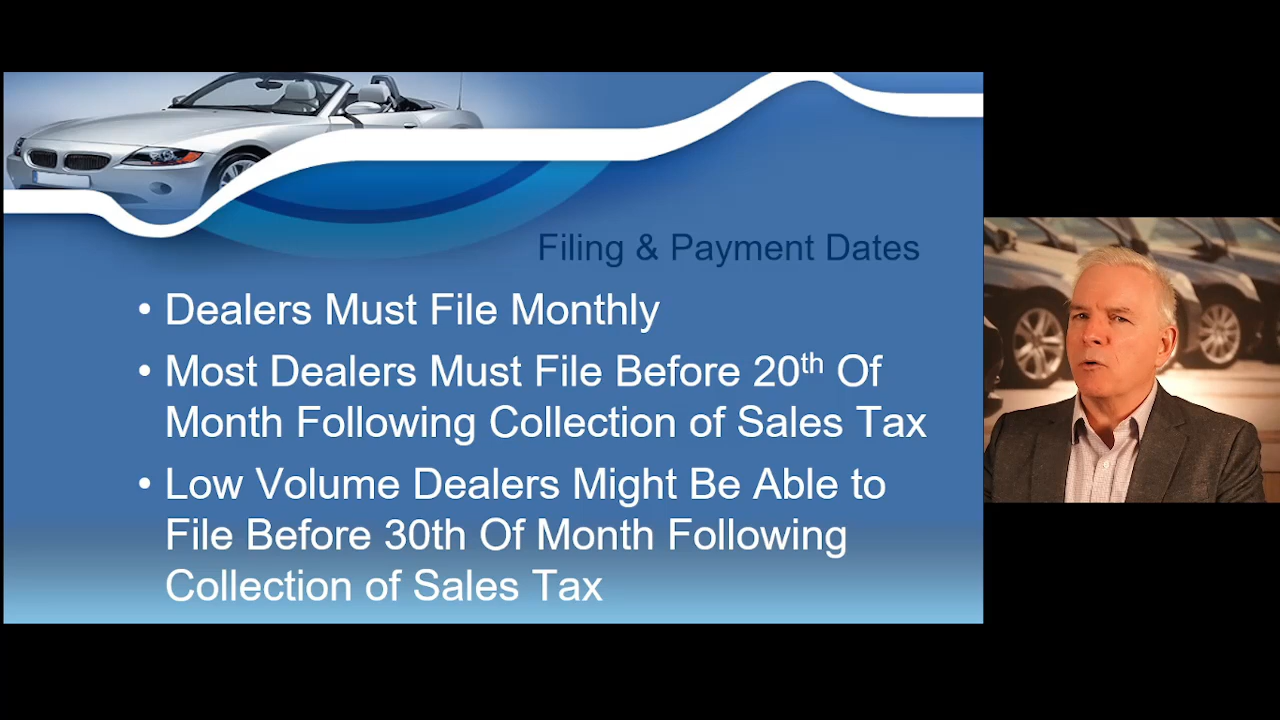 Filing & Payment Dates
• Dealers Must File Monthly
• Most Dealers Must File Before 20th Of
Month Following Collection of Sales Tax
• Low Volume Dealers Might Be Able to
File Before 30th Of Month Following
Collection of Sales Tax